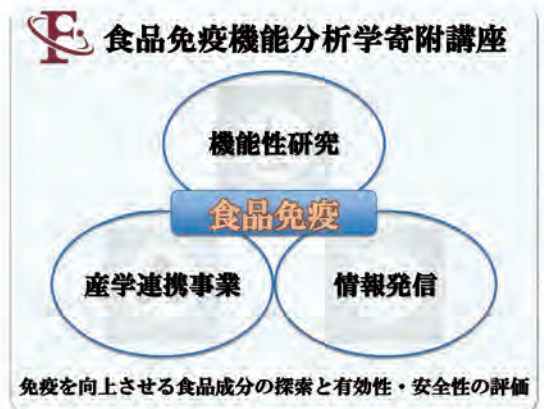 食品免疫機能分析学寄附講座
機能性研究
食品免疫
産学連携事業
情報発信
免疫を向上させる食品成分の探索と有効性・安全性の評価